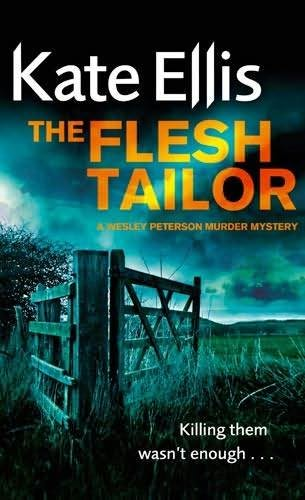 Kate Ellis
THE FLESH
TAILOR
A WESLEY PETERSON MURDER MYSTERY
Killing them
wasn't enough . . .